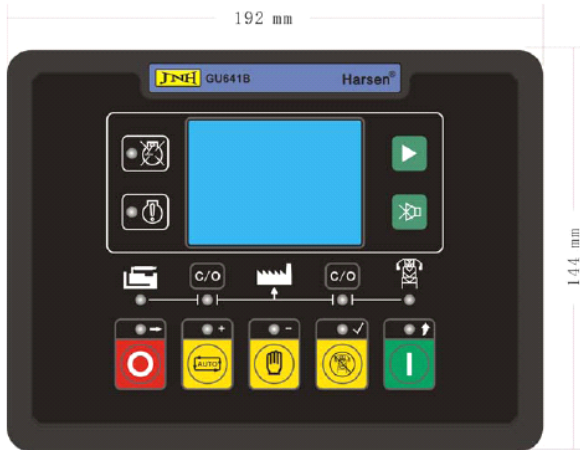 192 mm
JNH GU641B Harsen®
C/O C/O
144 mm
+ -
AUTO